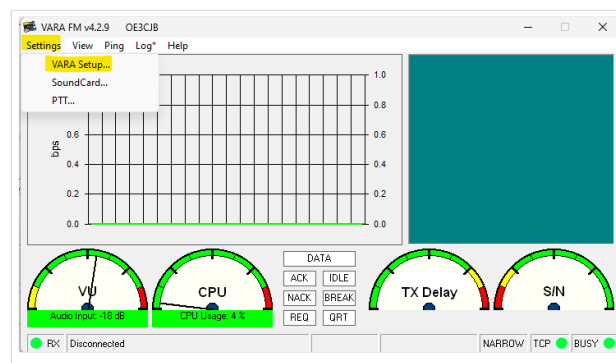 VARA FM v4.2.9 OE3CJB
Settings View Ping Log* Help
VARA Setup...
SoundCard...
PTT...
1.0
0.8
0.6 0.6
0.4 0.4
0.2 0.2
0.0 0.0
bps
DATA
ACK IDLE
NACK BREAK
REQ QRT
VU CPU TX Delay S/N
Audio Input: -18 dB CPU Usage: 4 %
RX Disconnected NARROW TCP BUSY